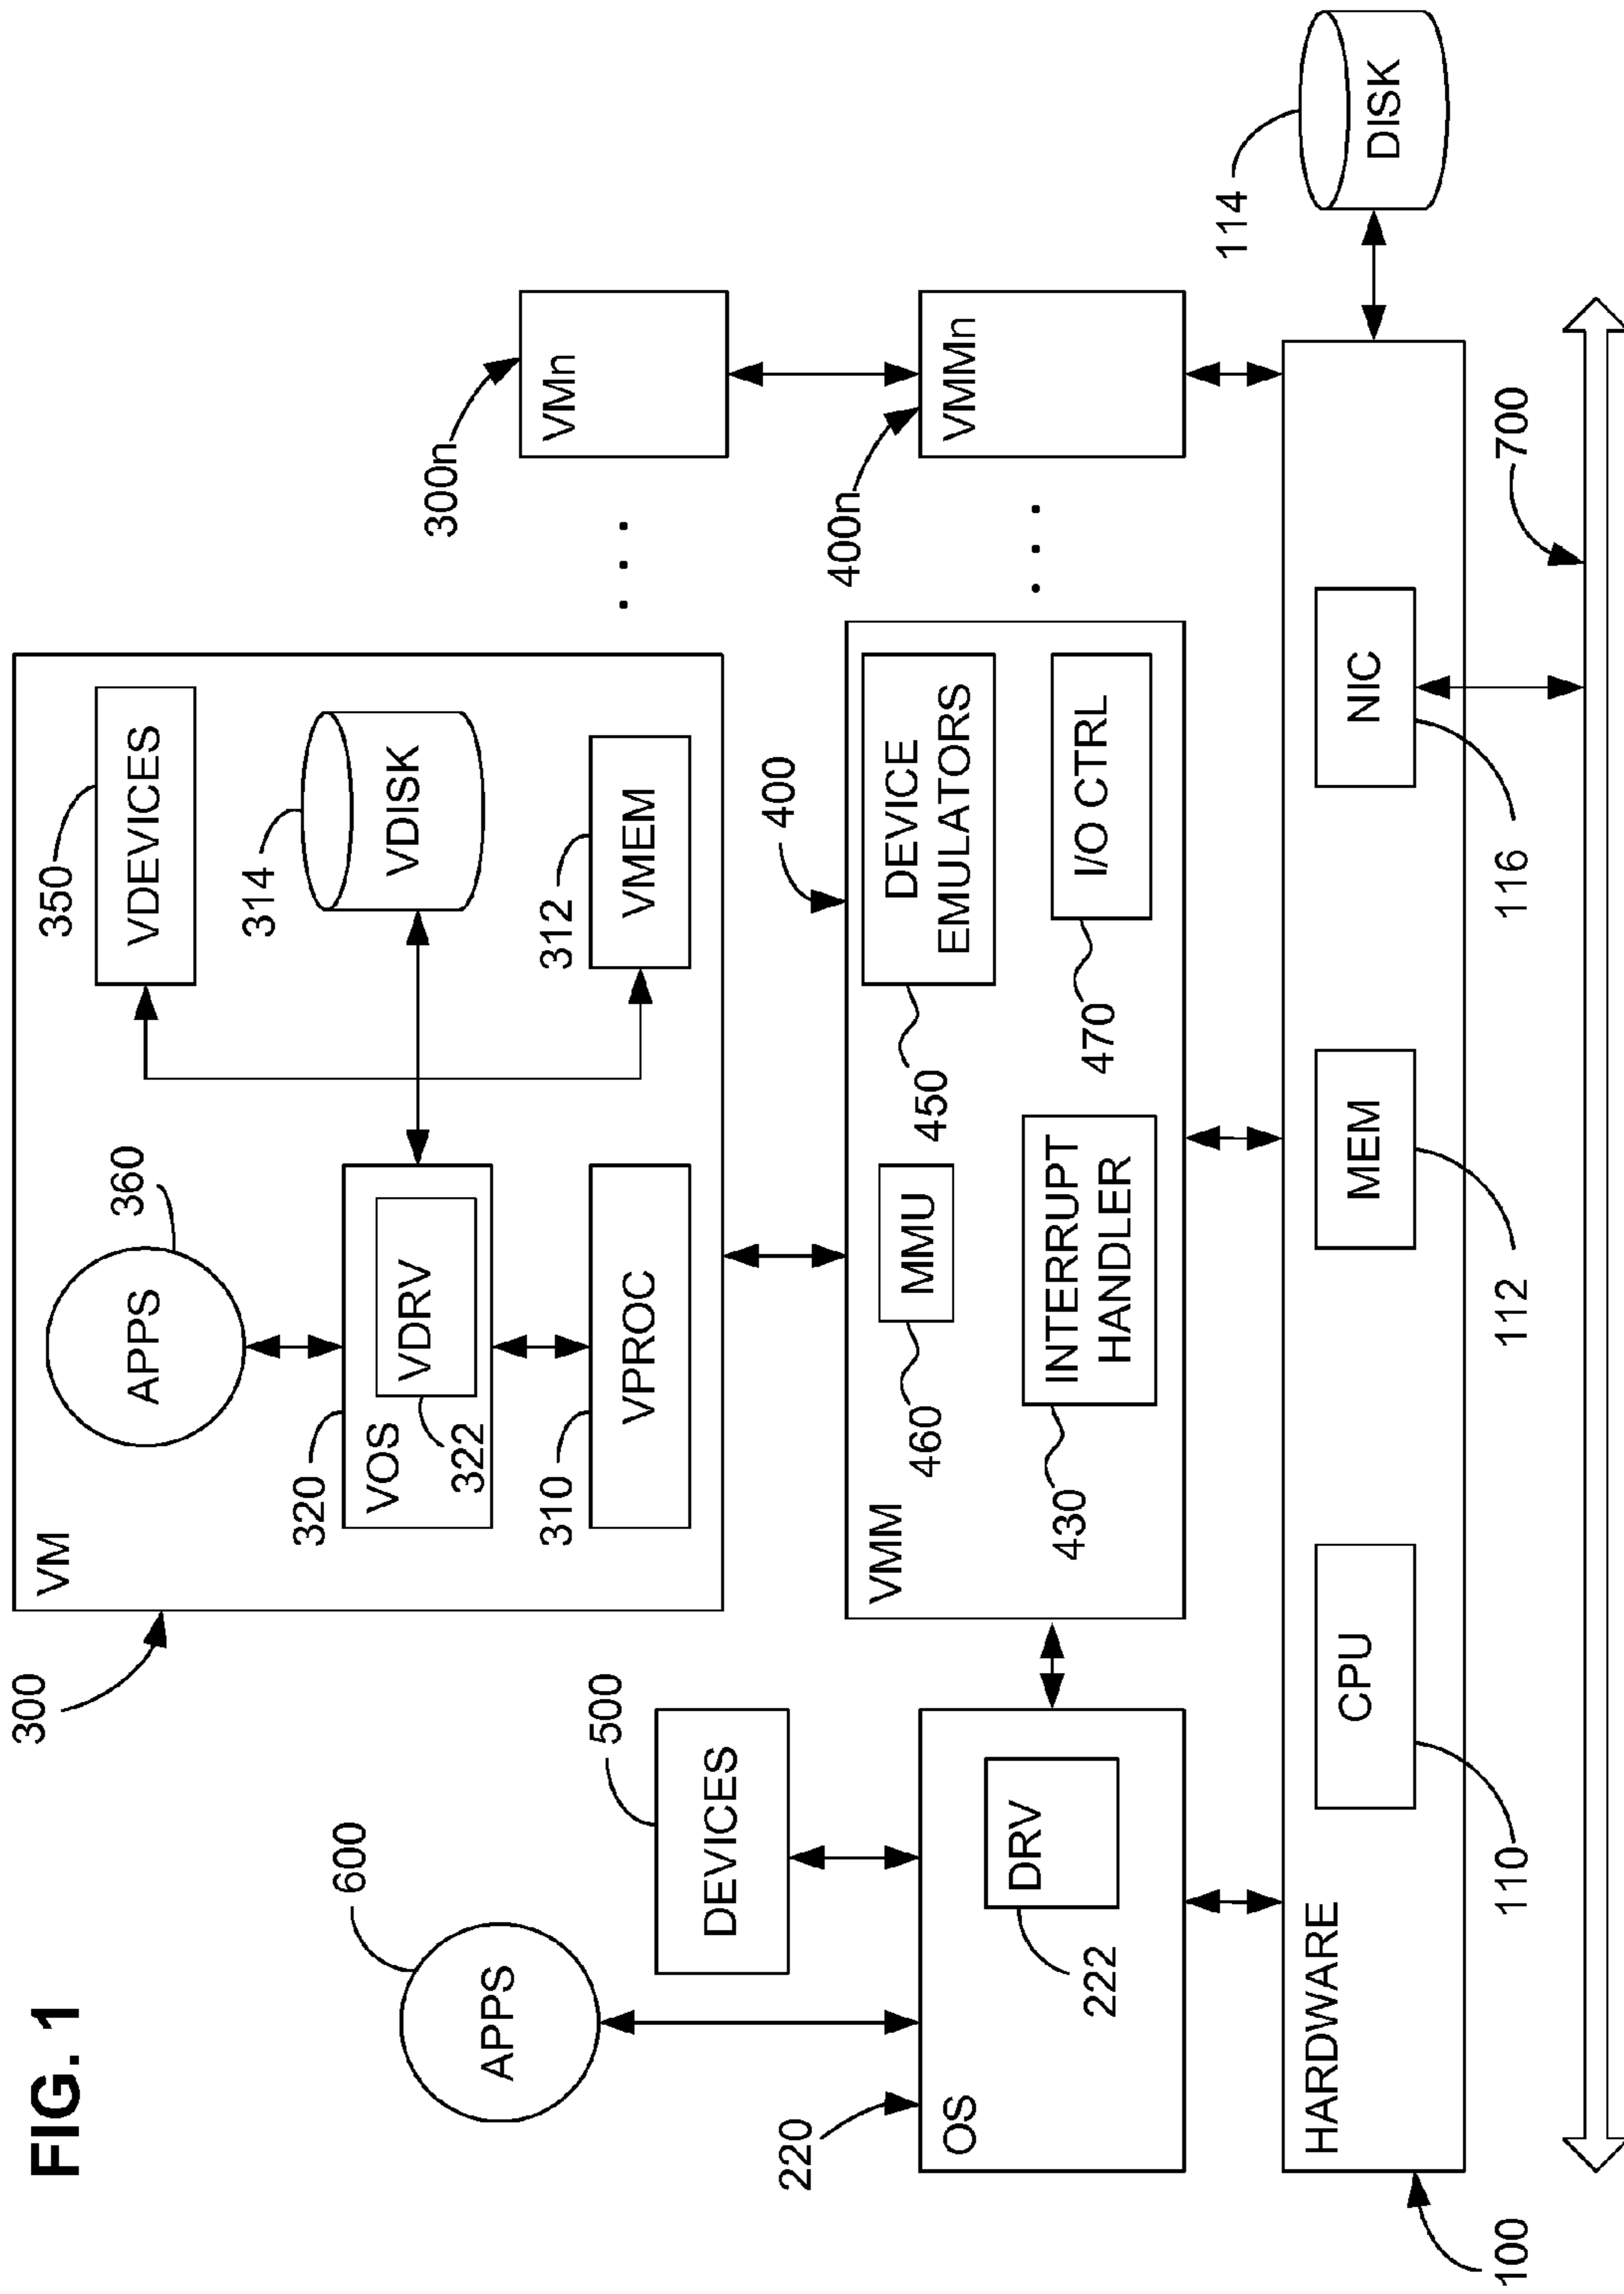 FIG. 1
300
VM
360
APPS
350
VDEVICES
320
VOS
VDRV
322
314
VDISK
310
VPROC
312
VMEM
300n
VMn
. . .
600
APPS
500
DEVICES
400
VMM
460
MMU
450
DEVICE
EMULATORS
430
INTERRUPT
HANDLER
470
I/O CTRL
400n
VMMn
. . .
220
OS
DRV
222
HARDWARE
CPU
MEM
NIC
114
DISK
100
110
112
116
700